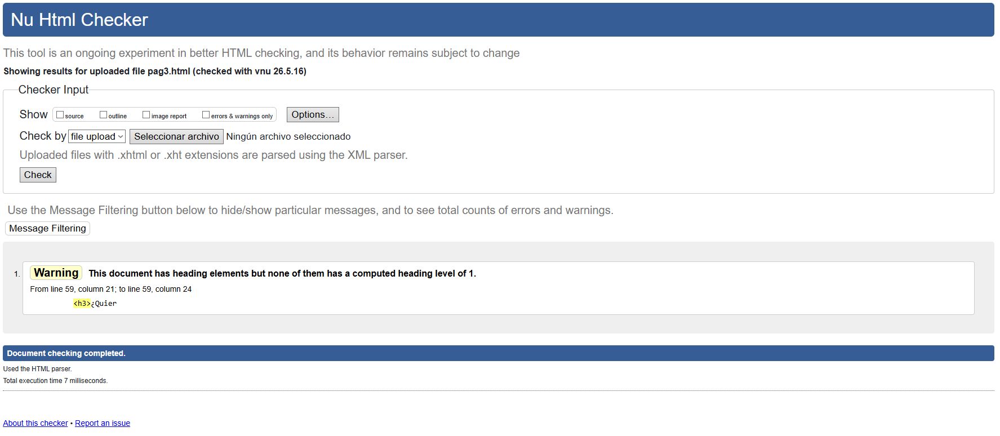 Nu Html Checker
This tool is an ongoing experiment in better HTML checking, and its behavior remains subject to change
Showing results for uploaded file pag3.html (checked with vnu 26.5.16)
Checker Input
Show source outline image report errors & warnings only Options...
Check by file upload Seleccionar archivo Ningún archivo seleccionado
Uploaded files with .xhtml or .xht extensions are parsed using the XML parser.
Check
Use the Message Filtering button below to hide/show particular messages, and to see total counts of errors and warnings.
Message Filtering
1. Warning This document has heading elements but none of them has a computed heading level of 1.
From line 59, column 21; to line 59, column 24
<h3>¿Quier
Document checking completed.
Used the HTML parser.
Total execution time 7 milliseconds.
About this checker • Report an issue